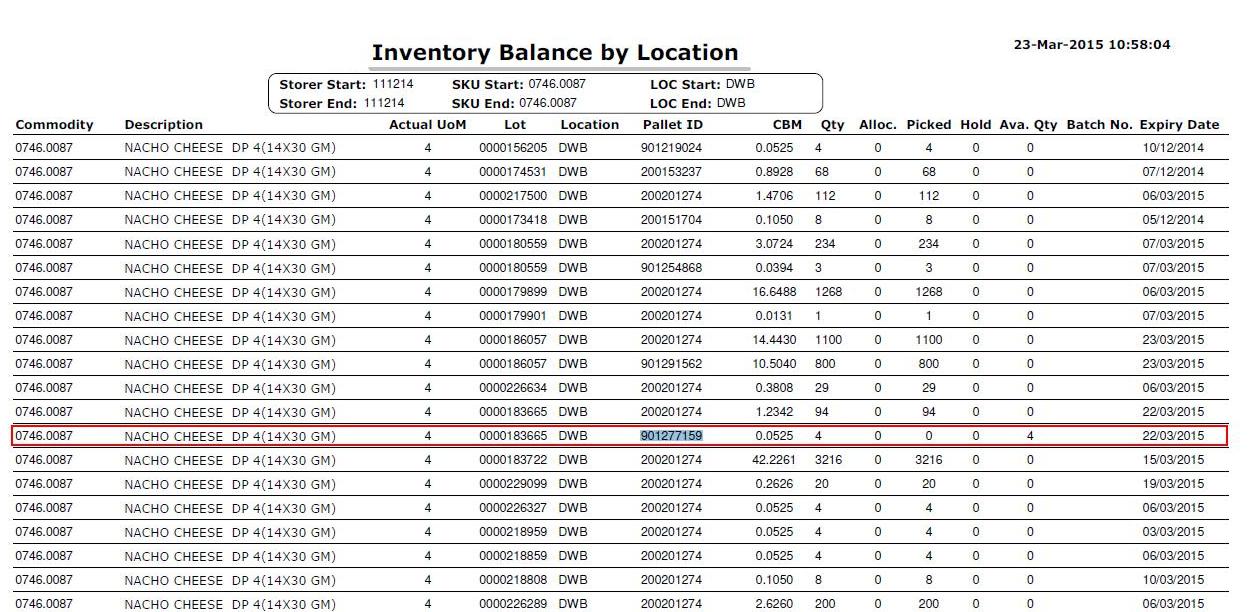 23-Mar-2015 10:58:04
Inventory Balance by Location
Storer Start: 111214 SKU Start: 0746.0087 LOC Start: DWB
Storer End: 111214 SKU End: 0746.0087 LOC End: DWB
Commodity Description Actual UoM Lot Location Pallet ID CBM Qty Alloc. Picked Hold Ava. Qty Batch No. Expiry Date
0746.0087 NACHO CHEESE DP 4(14X30 GM) 4 0000156205 DWB 901219024 0.0525 4 0 4 0 0 10/12/2014
0746.0087 NACHO CHEESE DP 4(14X30 GM) 4 0000174531 DWB 200153237 0.8928 68 0 68 0 0 07/12/2014
0746.0087 NACHO CHEESE DP 4(14X30 GM) 4 0000217500 DWB 200201274 1.4706 112 0 112 0 0 06/03/2015
0746.0087 NACHO CHEESE DP 4(14X30 GM) 4 0000173418 DWB 200151704 0.1050 8 0 8 0 0 05/12/2014
0746.0087 NACHO CHEESE DP 4(14X30 GM) 4 0000180559 DWB 200201274 3.0724 234 0 234 0 0 07/03/2015
0746.0087 NACHO CHEESE DP 4(14X30 GM) 4 0000180559 DWB 901254868 0.0394 3 0 3 0 0 07/03/2015
0746.0087 NACHO CHEESE DP 4(14X30 GM) 4 0000179899 DWB 200201274 16.6488 1268 0 1268 0 0 06/03/2015
0746.0087 NACHO CHEESE DP 4(14X30 GM) 4 0000179901 DWB 200201274 0.0131 1 0 1 0 0 07/03/2015
0746.0087 NACHO CHEESE DP 4(14X30 GM) 4 0000186057 DWB 200201274 14.4430 1100 0 1100 0 0 23/03/2015
0746.0087 NACHO CHEESE DP 4(14X30 GM) 4 0000186057 DWB 901291562 10.5040 800 0 800 0 0 23/03/2015
0746.0087 NACHO CHEESE DP 4(14X30 GM) 4 0000226634 DWB 200201274 0.3808 29 0 29 0 0 06/03/2015
0746.0087 NACHO CHEESE DP 4(14X30 GM) 4 0000183665 DWB 200201274 1.2342 94 0 94 0 0 22/03/2015
0746.0087 NACHO CHEESE DP 4(14X30 GM) 4 0000183665 DWB 901277159 0.0525 4 0 0 0 4 22/03/2015
0746.0087 NACHO CHEESE DP 4(14X30 GM) 4 0000183722 DWB 200201274 42.2261 3216 0 3216 0 0 15/03/2015
0746.0087 NACHO CHEESE DP 4(14X30 GM) 4 0000229099 DWB 200201274 0.2626 20 0 20 0 0 19/03/2015
0746.0087 NACHO CHEESE DP 4(14X30 GM) 4 0000226327 DWB 200201274 0.0525 4 0 4 0 0 06/03/2015
0746.0087 NACHO CHEESE DP 4(14X30 GM) 4 0000218959 DWB 200201274 0.0525 4 0 4 0 0 03/03/2015
0746.0087 NACHO CHEESE DP 4(14X30 GM) 4 0000218859 DWB 200201274 0.0525 4 0 4 0 0 06/03/2015
0746.0087 NACHO CHEESE DP 4(14X30 GM) 4 0000218808 DWB 200201274 0.1050 8 0 8 0 0 10/03/2015
0746.0087 NACHO CHEESE DP 4(14X30 GM) 4 0000226289 DWB 200201274 2.6260 200 0 200 0 0 06/03/2015